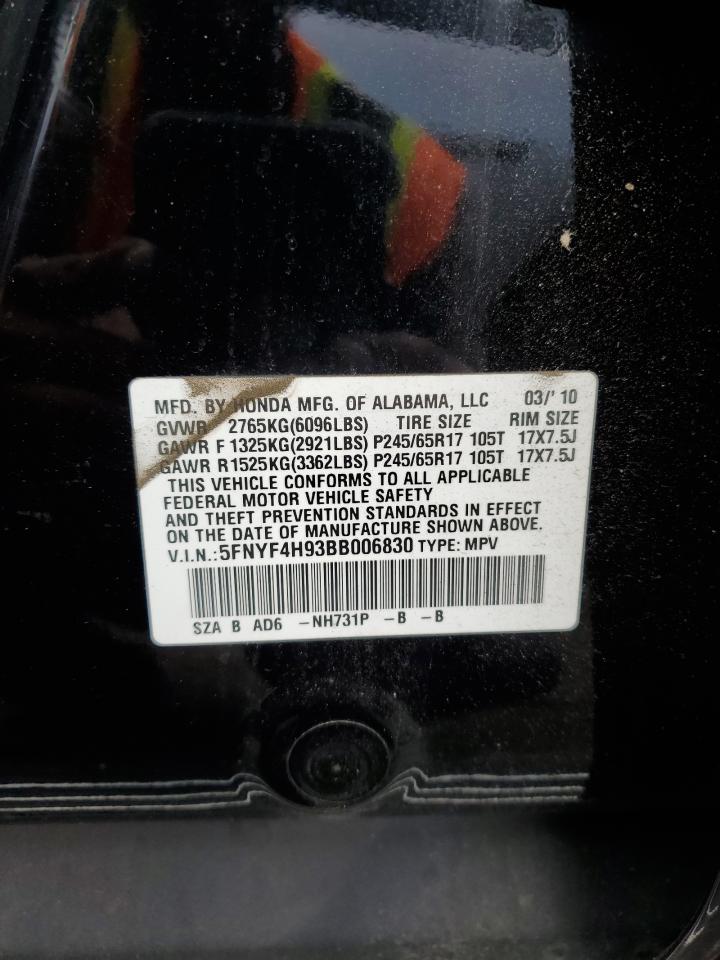 MFD. BY HONDA MFG. OF ALABAMA, LLC 03/'10
GVWR 2765KG(6096LBS) TIRE SIZE RIM SIZE
GAWR F 1325KG(2921LBS) P245/65R17 105T 17X7.5J
GAWR R 1525KG(3362LBS) P245/65R17 105T 17X7.5J
THIS VEHICLE CONFORMS TO ALL APPLICABLE
FEDERAL MOTOR VEHICLE SAFETY
AND THEFT PREVENTION STANDARDS IN EFFECT
ON THE DATE OF MANUFACTURE SHOWN ABOVE.
V.I.N.:5FNYF4H93BB006830 TYPE: MPV
SZA B AD6 -NH731P -B -B